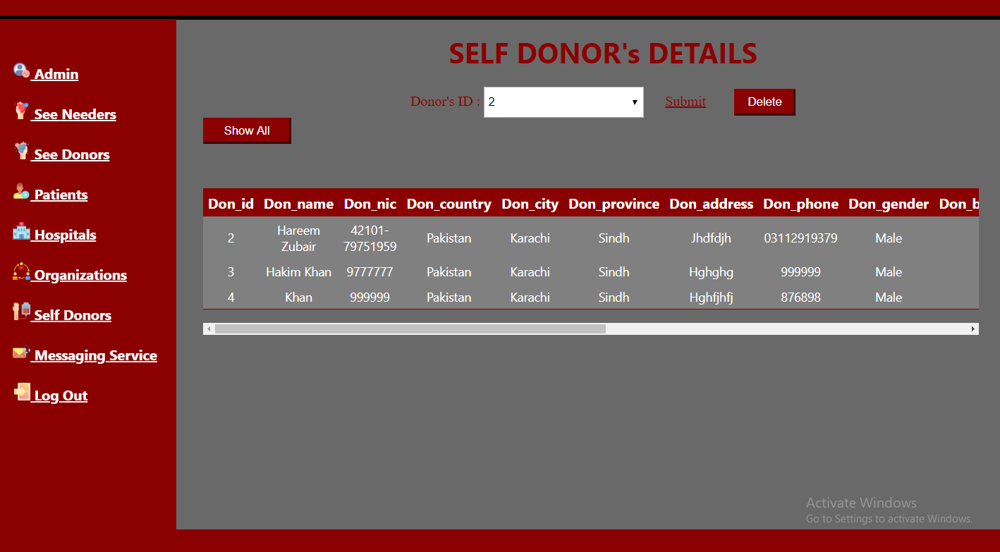 SELF DONOR's DETAILS
Admin
See Needers
See Donors
Patients
Hospitals
Organizations
Self Donors
Messaging Service
Log Out
Donor's ID : 2 Submit Delete
Show All
Don_id Don_name Don_nic Don_country Don_city Don_province Don_address Don_phone Don_gender Don_b
2 Hareem Zubair 42101-79751959 Pakistan Karachi Sindh Jhdfdjh 03112919379 Male
3 Hakim Khan 9777777 Pakistan Karachi Sindh Hghghg 999999 Male
4 Khan 999999 Pakistan Karachi Sindh Hghfjhfj 876898 Male
Activate Windows
Go to Settings to activate Windows.